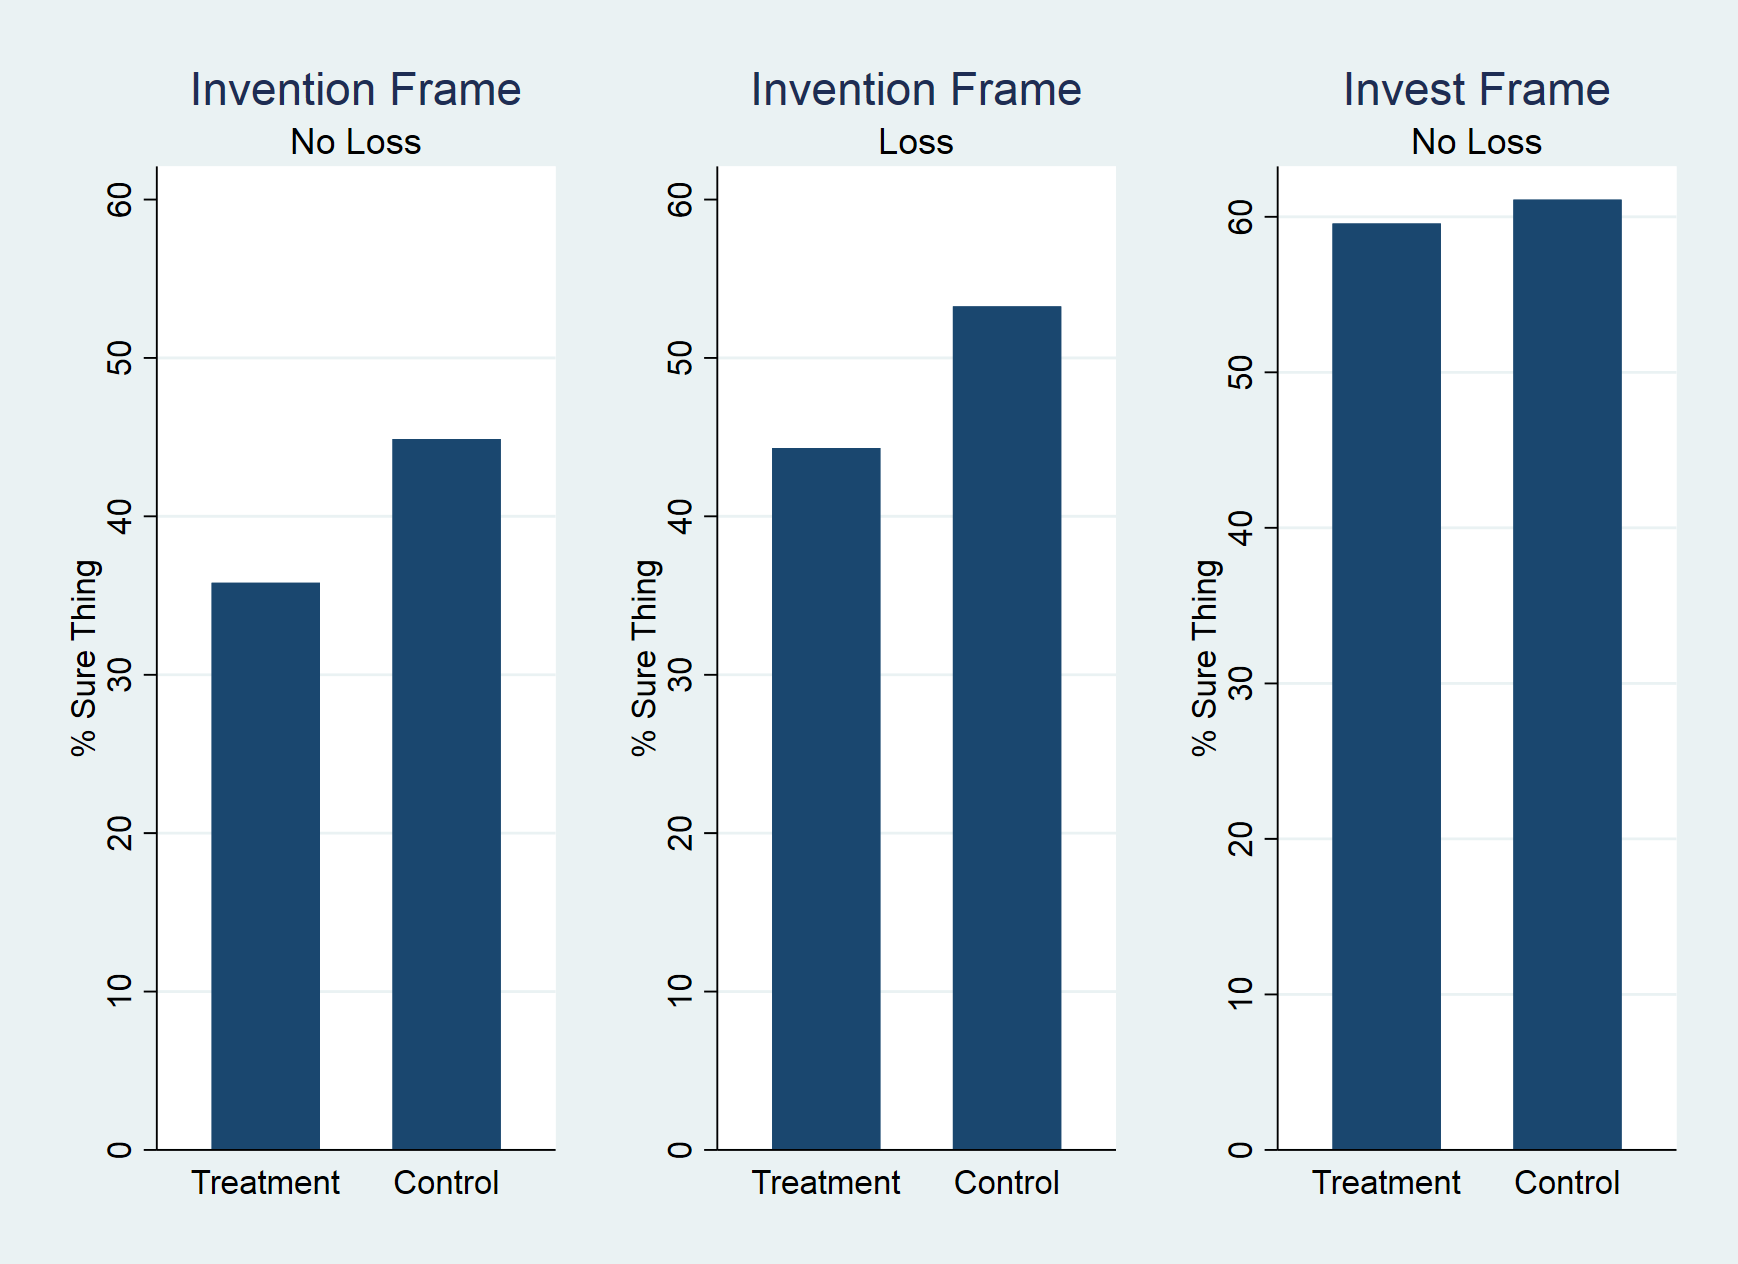 Invention Frame
No Loss
% Sure Thing
60
50
40
30
20
10
0
Treatment Control
Invention Frame
Loss
% Sure Thing
60
50
40
30
20
10
0
Treatment Control
Invest Frame
No Loss
% Sure Thing
60
50
40
30
20
10
0
Treatment Control